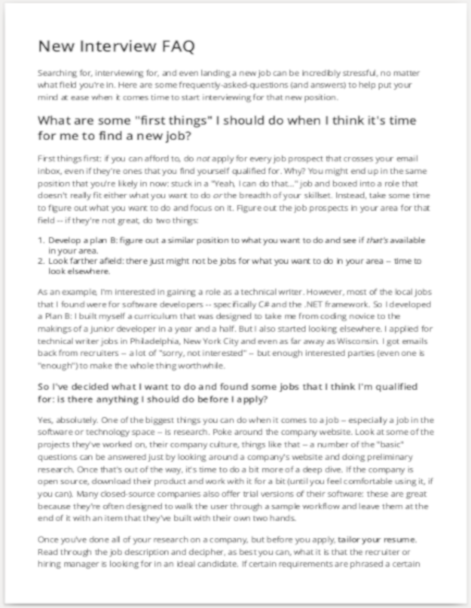 New Interview FAQ
Searching for, interviewing for, and even landing a new job can be incredibly stressful, no matter
what field you're in. Here are some frequently-asked-questions (and answers) to help put your
mind at ease when it comes time to start interviewing for that new position.
What are some "first things" I should do when I think it's time
for me to find a new job?
First things first: if you can afford to, do not apply for every job prospect that crosses your email
inbox, even if they're ones that you find yourself qualified for. Why? You might end up in the same
position that you're likely in now: stuck in a "Yeah, I can do that..." job and boxed into a role that
doesn't really fit either what you want to do or the breadth of your skillset. Instead, take some time
to figure out what you want to do and focus on it. Figure out the job prospects in your area for that
field -- if they're not great, do two things:
1. Develop a plan B: figure out a similar position to what you want to do and see if that's available
in your area.
2. Look farther afield: there just might not be jobs for what you want to do in your area -- time to
look elsewhere.
As an example, I'm interested in gaining a role as a technical writer. However, most of the local jobs
that I found were for software developers -- specifically C# and the .NET framework. So I developed
a Plan B: I built myself a curriculum that was designed to take me from coding novice to the
makings of a junior developer in a year and a half. But I also started looking elsewhere. I applied for
technical writer jobs in Philadelphia, New York City and even as far away as Wisconsin. I got emails
back from recruiters -- a lot of "sorry, not interested" -- but enough interested parties (even one is
"enough") to make the whole thing worthwhile.
So I've decided what I want to do and found some jobs that I think I'm qualified
for: is there anything I should do before I apply?
Yes, absolutely. One of the biggest things you can do when it comes to a job -- especially a job in the
software or technology space -- is research. Poke around the company website. Look at some of the
projects they've worked on, their company culture, things like that -- a number of the "basic"
questions can be answered just by looking around a company's website and doing preliminary
research. Once that's out of the way, it's time to do a bit more of a deep dive. If the company is
open source, download their product and work with it for a bit (until you feel comfortable using it, if
you can). Many closed-source companies also offer trial versions of their software: these are great
because they're often designed to walk the user through a sample workflow and leave them at the
end of it with an item that they've built with their own two hands.
Once you've done all of your research on a company, but before you apply, tailor your resume.
Read through the job description and decipher, as best you can, what it is that the recruiter or
hiring manager is looking for in an ideal candidate. If certain requirements are phrased a certain